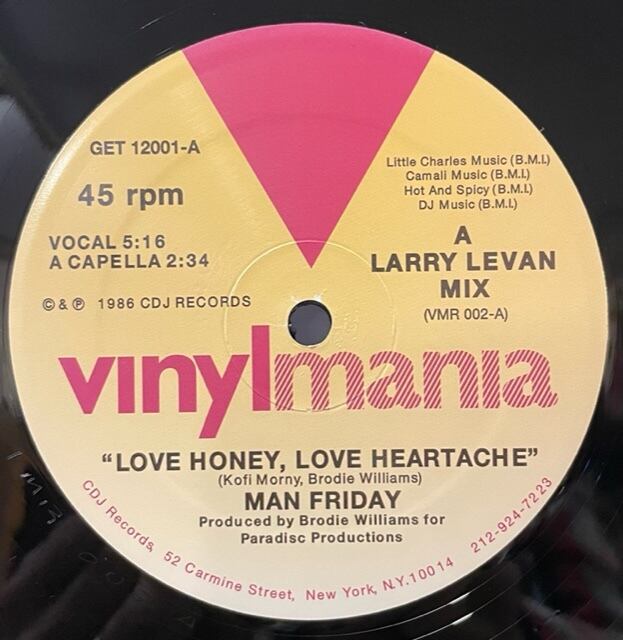 GET 12001-A
45 rpm
VOCAL 5:16
A CAPELLA 2:34
© & ℗ 1986 CDJ RECORDS
Little Charles Music (B.M.I.)
Camali Music (B.M.I.)
Hot And Spicy (B.M.I.)
DJ Music (B.M.I.)
A
LARRY LEVAN
MIX
(VMR 002-A)
vinylmania
"LOVE HONEY, LOVE HEARTACHE"
(Kofi Morny, Brodie Williams)
MAN FRIDAY
Produced by Brodie Williams for
Paradisc Productions
CDJ Records, 52 Carmine Street, New York, N.Y. 10014 212-924-7223